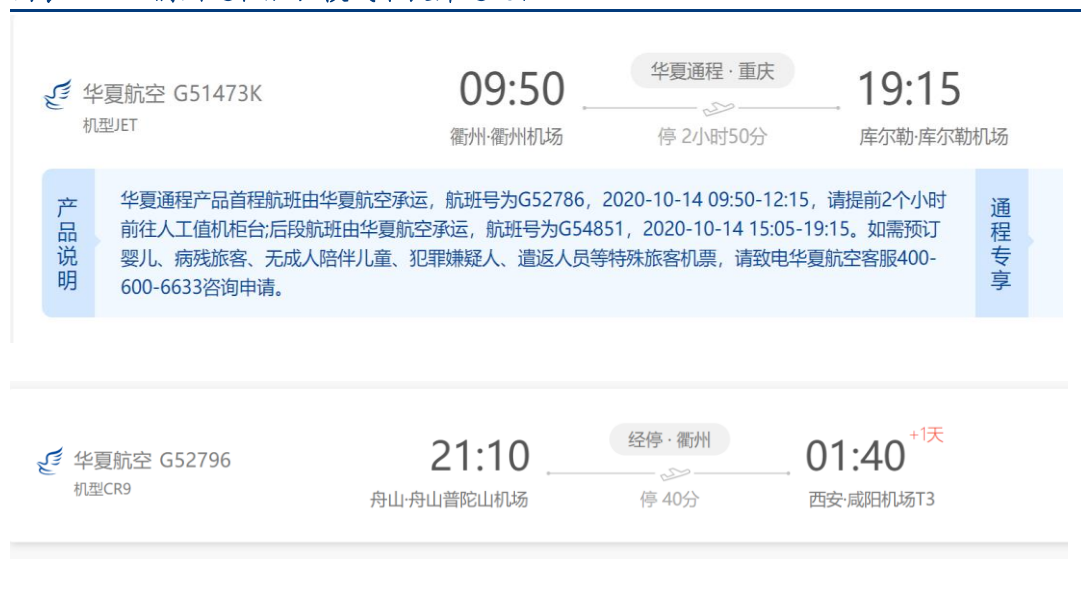 华夏航空 G51473K
机型JET
09:50
衢州·衢州机场
华夏通程 · 重庆
停 2小时50分
19:15
库尔勒·库尔勒机场
产品说明
华夏通程产品首程航班由华夏航空承运，航班号为G52786，2020-10-14 09:50-12:15，请提前2个小时
前往人工值机柜台;后段航班由华夏航空承运，航班号为G54851，2020-10-14 15:05-19:15。如需预订
婴儿、病残旅客、无成人陪伴儿童、犯罪嫌疑人、遣返人员等特殊旅客机票，请致电华夏航空客服400-
600-6633咨询申请。
通程专享
华夏航空 G52796
机型CR9
21:10
舟山·舟山普陀山机场
经停 · 衢州
停 40分
01:40 +1天
西安·咸阳机场T3